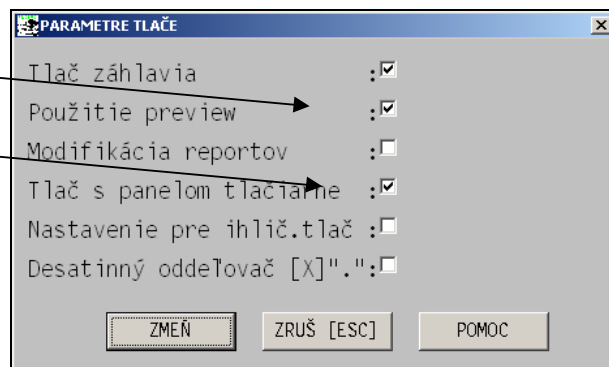 PARAMETRE TLAČE
Tlač záhlavia :
Použitie preview :
Modifikácia reportov :
Tlač s panelom tlačiarne :
Nastavenie pre ihlič.tlač :
Desatinný oddeľovač [X]".":
ZMEŇ ZRUŠ [ESC] POMOC